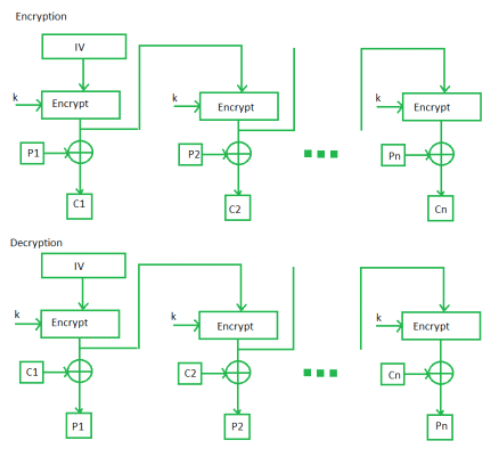 Encryption
IV
k Encrypt k Encrypt k Encrypt
P1 P2 Pn
C1 C2 Cn
Decryption
IV
k Encrypt k Encrypt k Encrypt
C1 C2 Cn
P1 P2 Pn